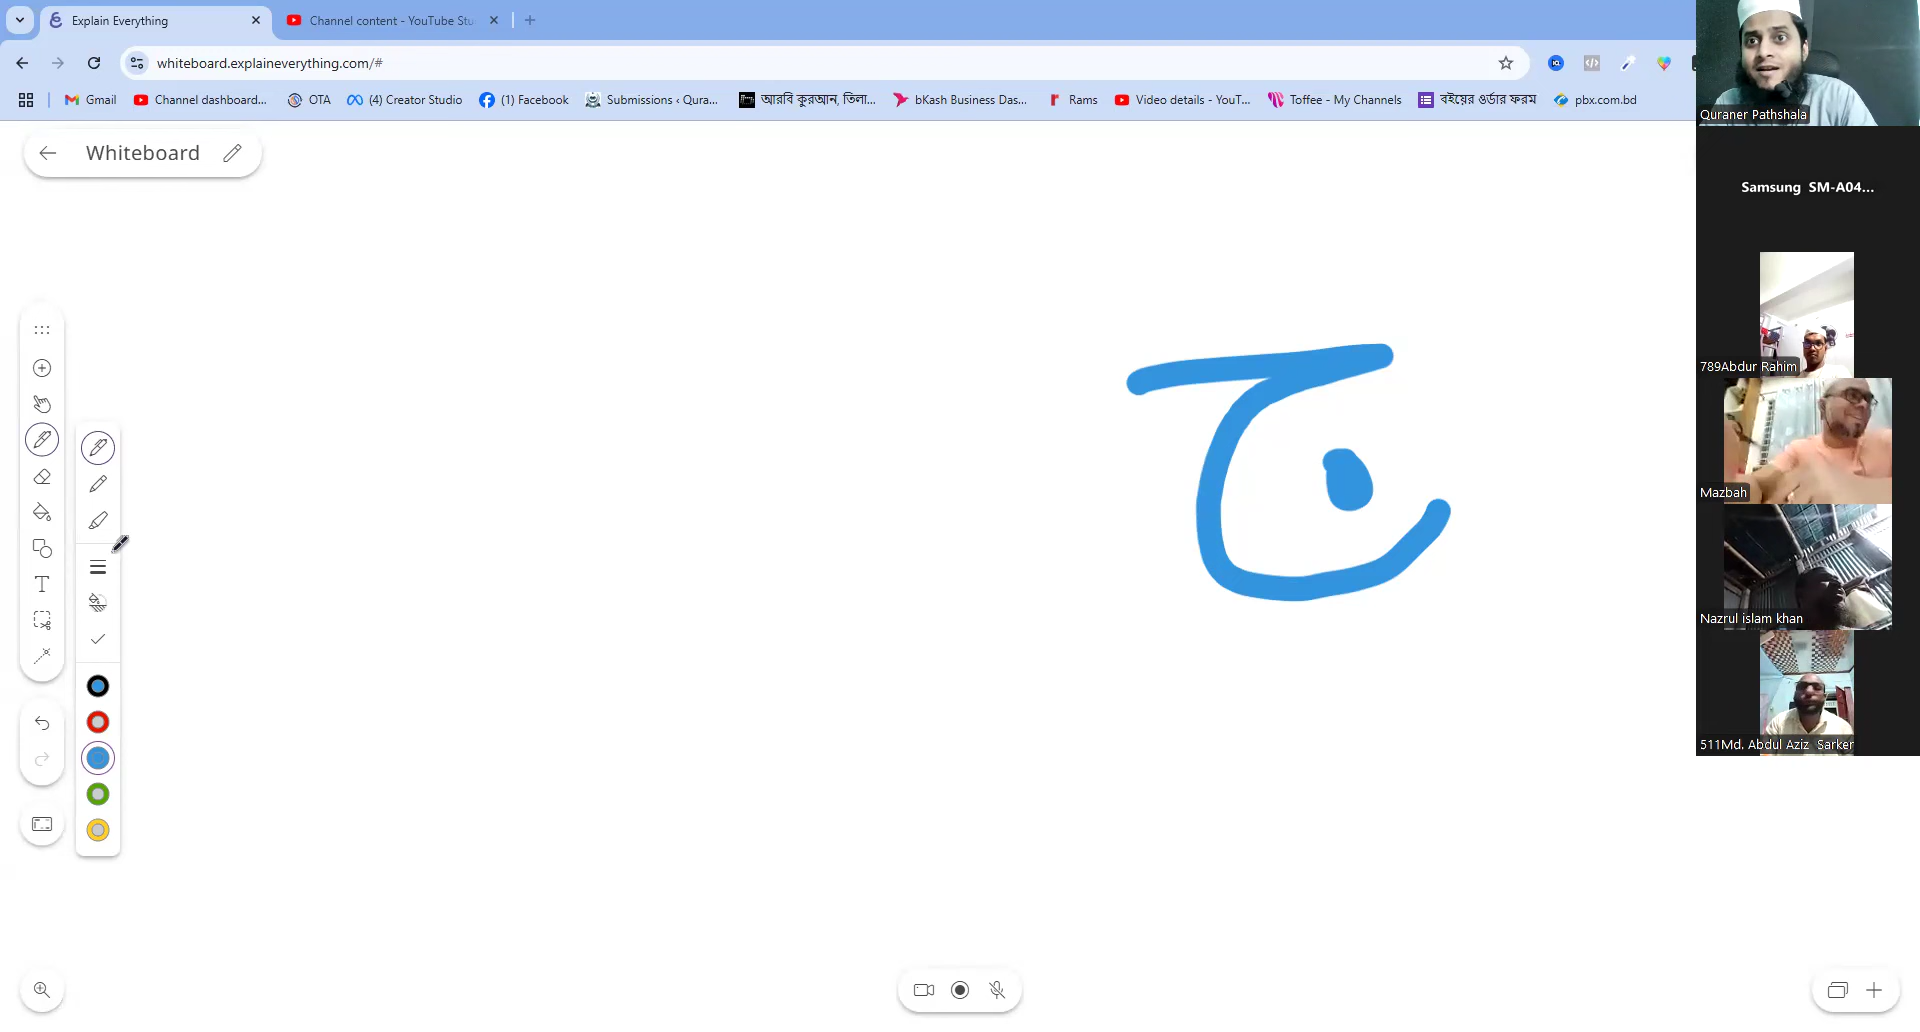 Explain Everything
Channel content - YouTube Stu
whiteboard.explaineverything.com/#
Gmail
Channel dashboard...
OTA
(4) Creator Studio
(1) Facebook
Submissions ‹ Qura...
আরবি কুরআন, তিলা...
bKash Business Das...
Rams
Video details - YouT...
Toffee - My Channels
বইয়ের ওর্ডার ফরম
pbx.com.bd
Whiteboard
ج
Quraner Pathshala
Samsung SM-A04...
789Abdur Rahim
Mazbah
Nazrul islam khan
511Md. Abdul Aziz Sarker